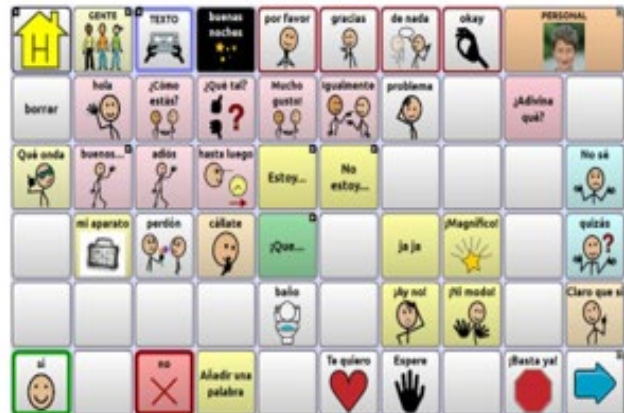 H
GENTE
TEXTO
buenas noches
por favor
gracias
de nada
okay
PERSONAL
borrar
hola
¿Cómo estás?
¿Qué tal?
Mucho gusto!
igualmente
problema
¡Adivina qué?
Qué onda
buenos...
adiós
hasta luego
Estoy...
No estoy...
No sé
mi aparato
perdón
cállate
¡Que...
ja ja
¡Magnífico!
quizás
baño
¡Ay no!
¡Ni modo!
Claro que si
si
no
Añadir una palabra
Te quiero
Espere
¡Basta ya!